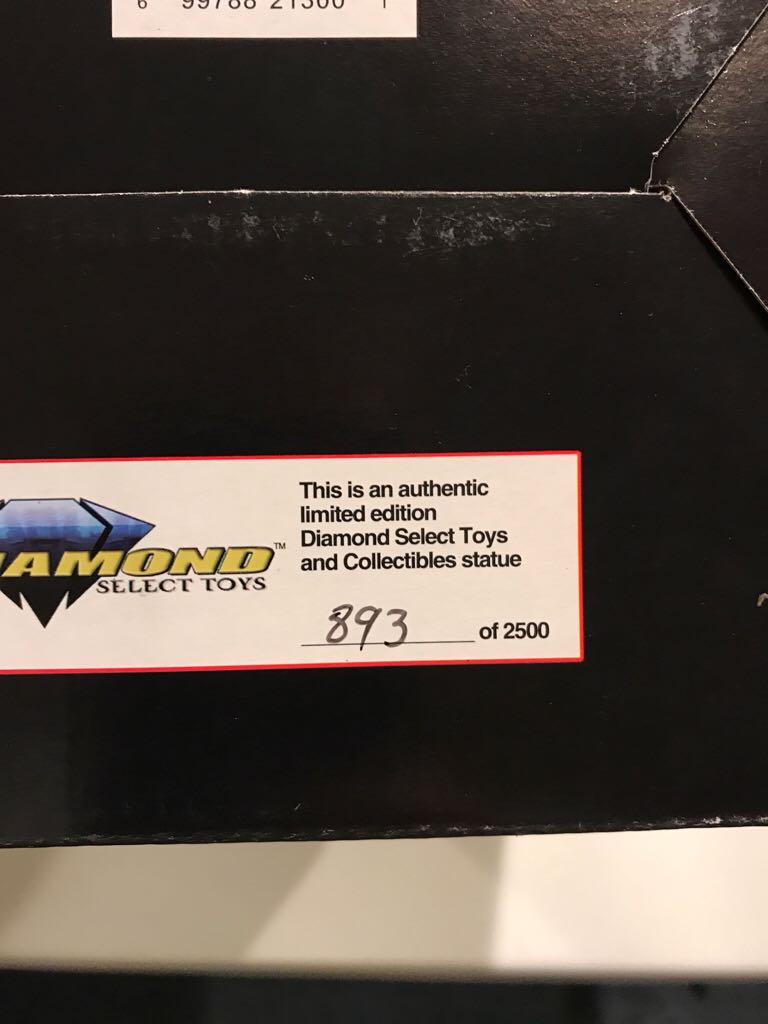 6 99788 21300 1
This is an authentic
limited edition
Diamond Select Toys
and Collectibles statue
893 of 2500
AMOND™
SELECT TOYS